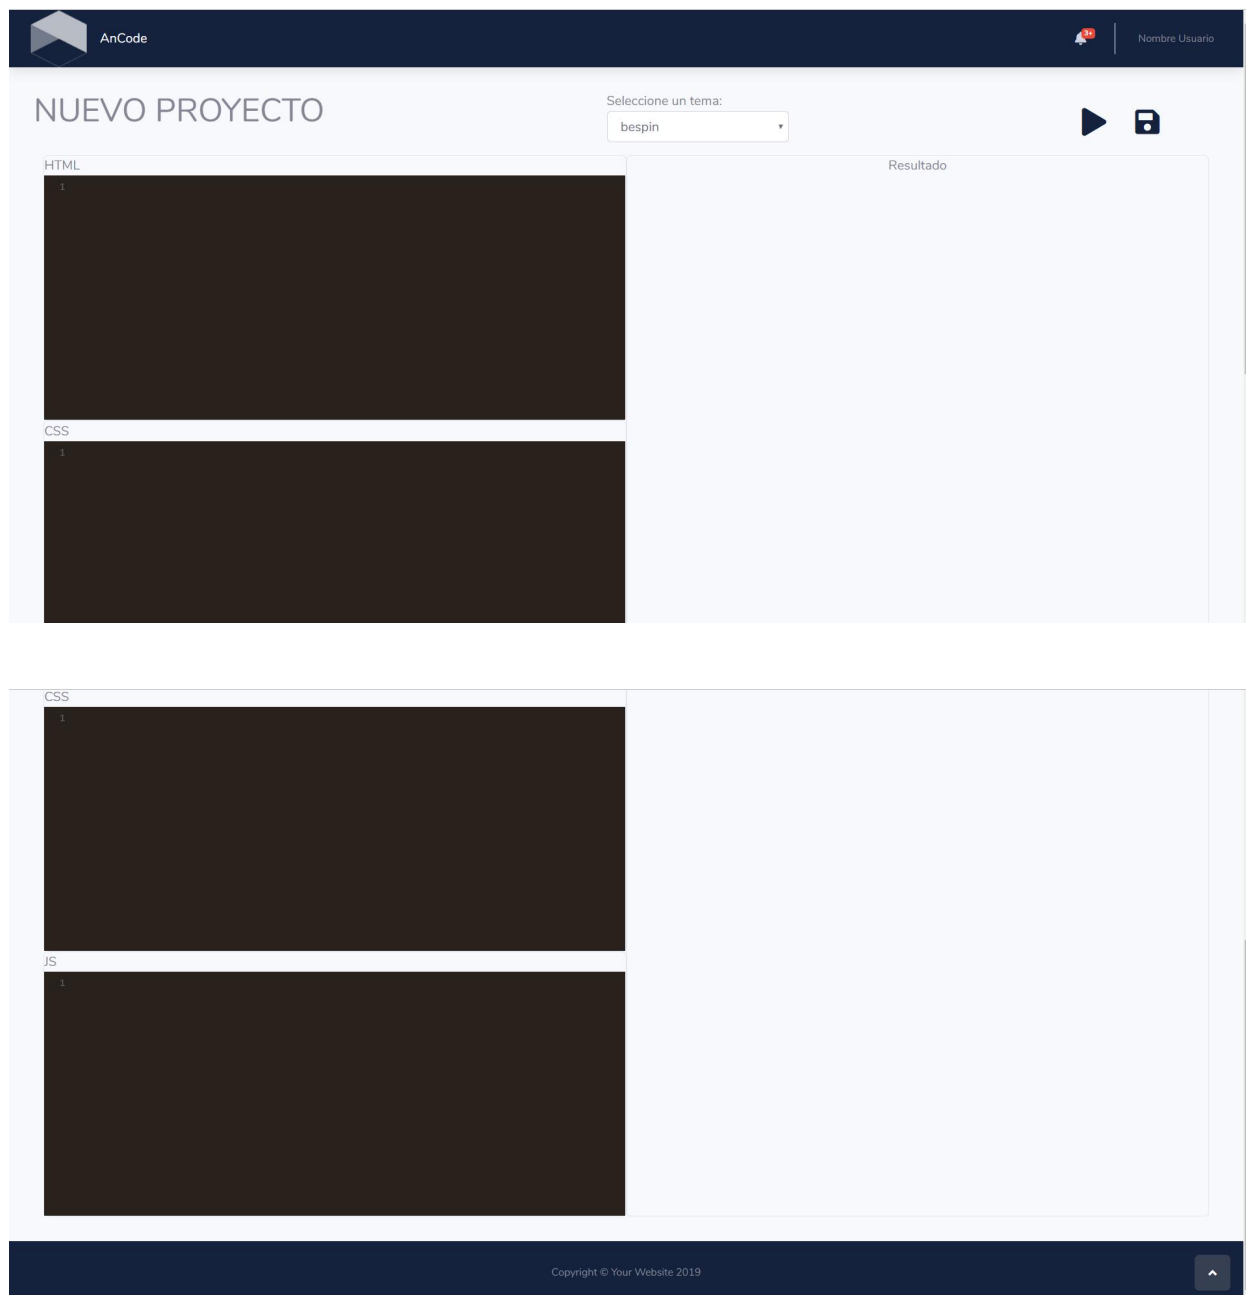 AnCode
3+
Nombre Usuario
NUEVO PROYECTO
Seleccione un tema:
bespin
HTML
Resultado
1
CSS
1
CSS
1
JS
1
Copyright © Your Website 2019